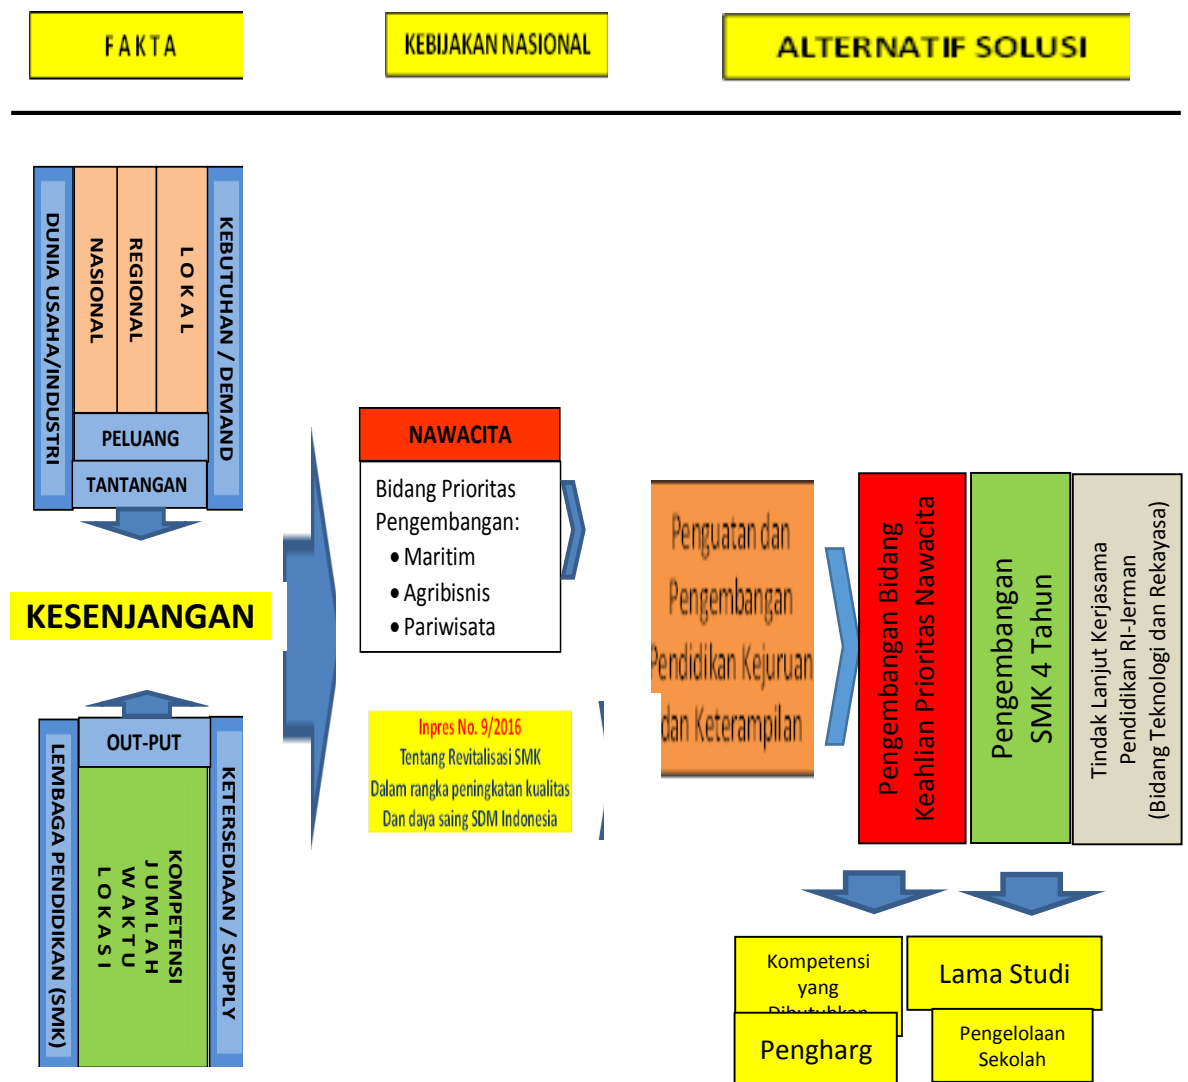 FAKTA
KEBIJAKAN NASIONAL
ALTERNATIF SOLUSI
DUNIA USAHA/INDUSTRI
NASIONAL
REGIONAL
L O K A L
KEBUTUHAN / DEMAND
PELUANG
TANTANGAN
KESENJANGAN
OUT-PUT
LEMBAGA PENDIDIKAN (SMK)
KOMPETENSI
J U M L A H
W A K T U
L O K A S I
KETERSEDIAAN / SUPPLY
NAWACITA
Bidang Prioritas
Pengembangan:
• Maritim
• Agribisnis
• Pariwisata
Inpres No. 9/2016
Tentang Revitalisasi SMK
Dalam rangka peningkatan kualitas
Dan daya saing SDM Indonesia
Penguatan dan
Pengembangan
Pendidikan Kejuruan
dan Keterampilan
Pengembangan Bidang
Keahlian Prioritas Nawacita
Pengembangan
SMK 4 Tahun
Tindak Lanjut Kerjasama
Pendidikan RI-Jerman
(Bidang Teknologi dan Rekayasa)
Kompetensi
yang
Dibutuhkan
Lama Studi
Pengharg
Pengelolaan
Sekolah